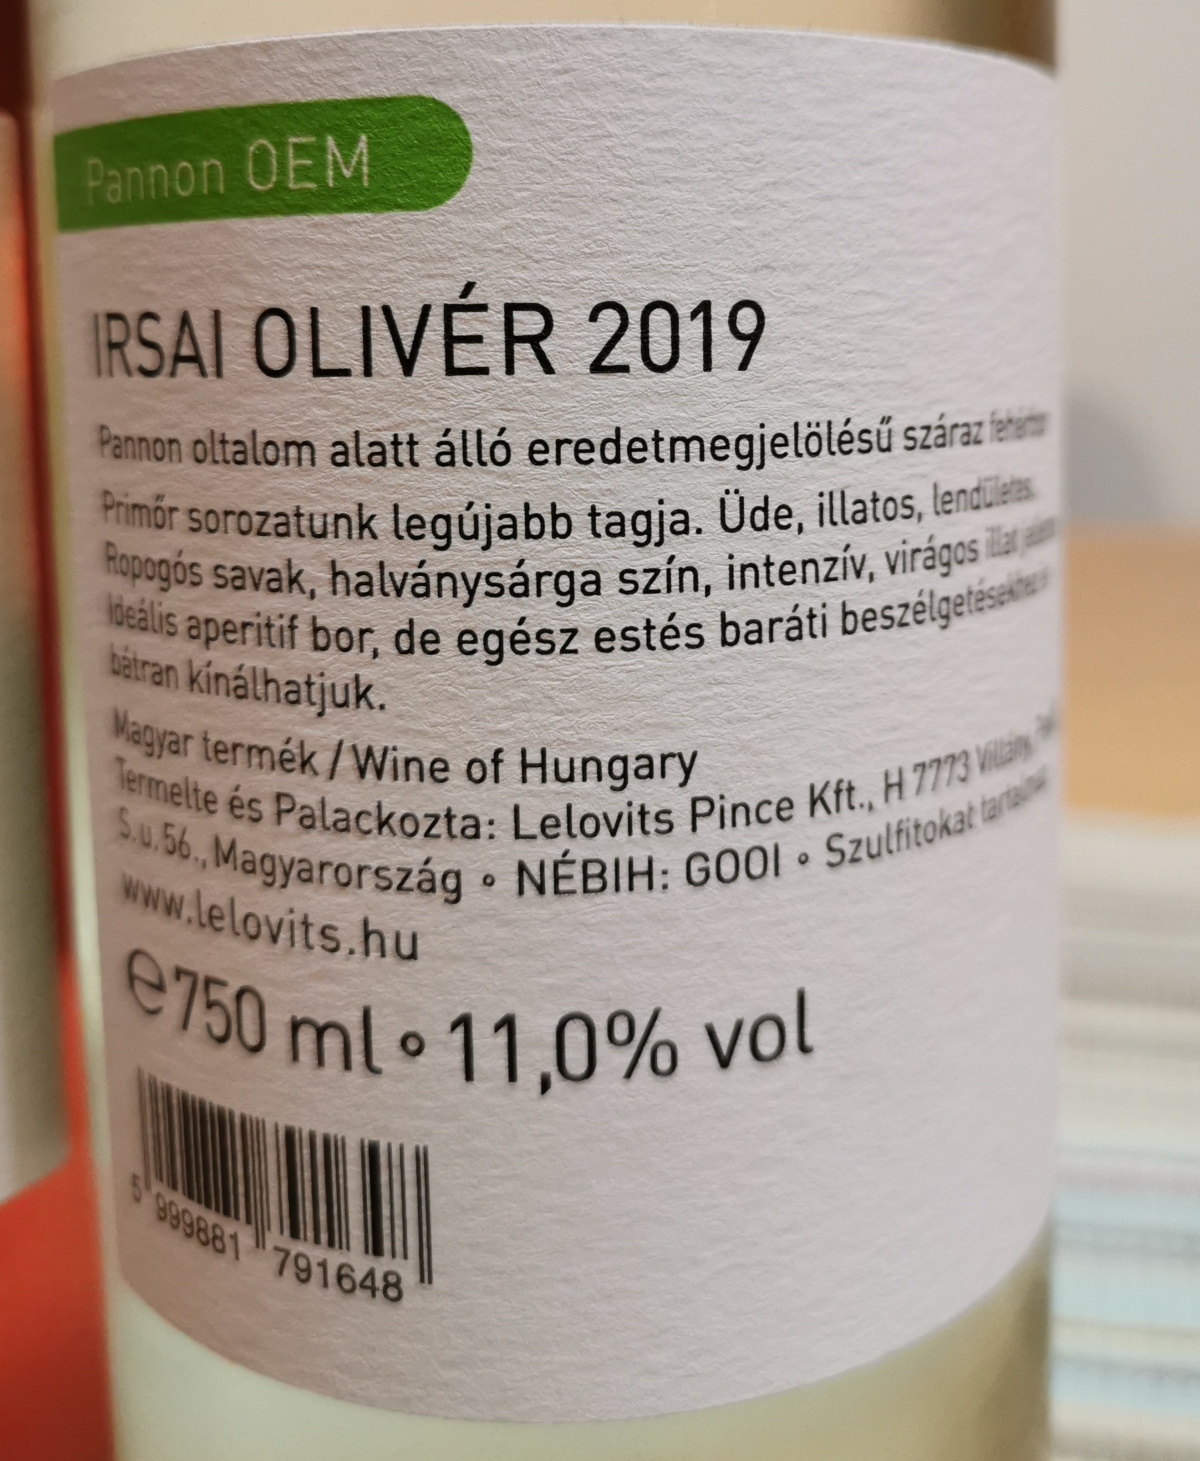 Pannon OEM
IRSAI OLIVÉR 2019
Pannon oltalom alatt álló eredetmegjelölésű száraz fehérbor
Primőr sorozatunk legújabb tagja. Üde, illatos, lendületes.
Ropogós savak, halványsárga szín, intenzív, virágos illat
Ideális aperitif bor, de egész estés baráti beszélgetésekhez is
bátran kínálhatjuk.
Magyar termék / Wine of Hungary
Termelte és Palackozta: Lelovits Pince Kft., H 7773 Villány,
S.u.56., Magyarország • NÉBIH: GOOI • Szulfitokat tartalmaz
www.lelovits.hu
℮750 ml • 11,0% vol
5 999881 791648